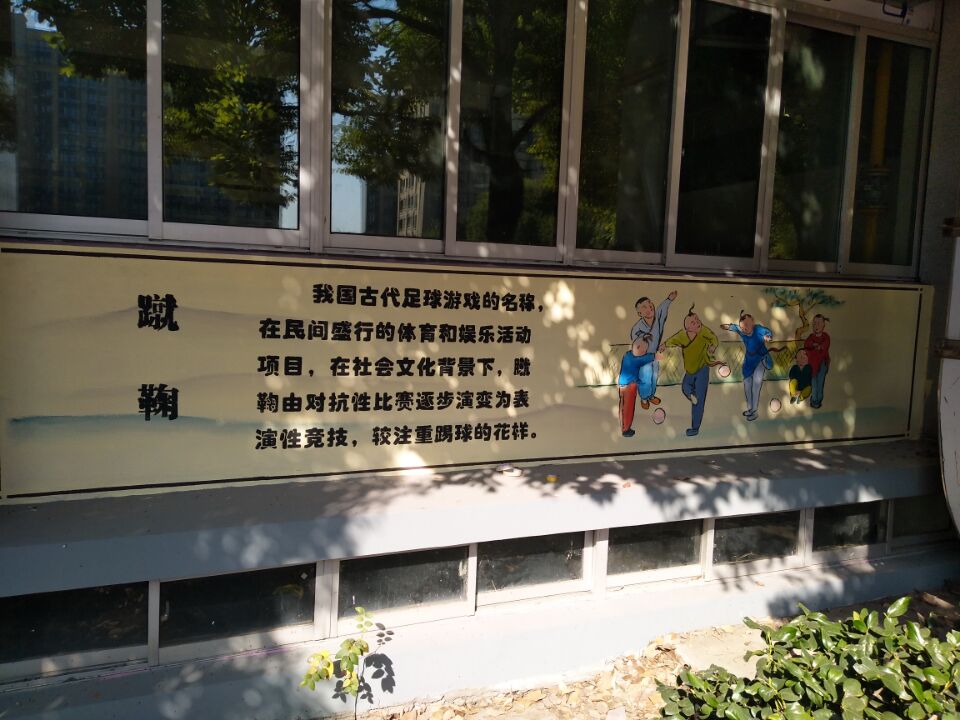 蹴
鞠
我国古代足球游戏的名称，
在民间盛行的体育和娱乐活动
项目，在社会文化背景下，蹴
鞠由对抗性比赛逐步演变为表
演性竞技，较注重踢球的花样。